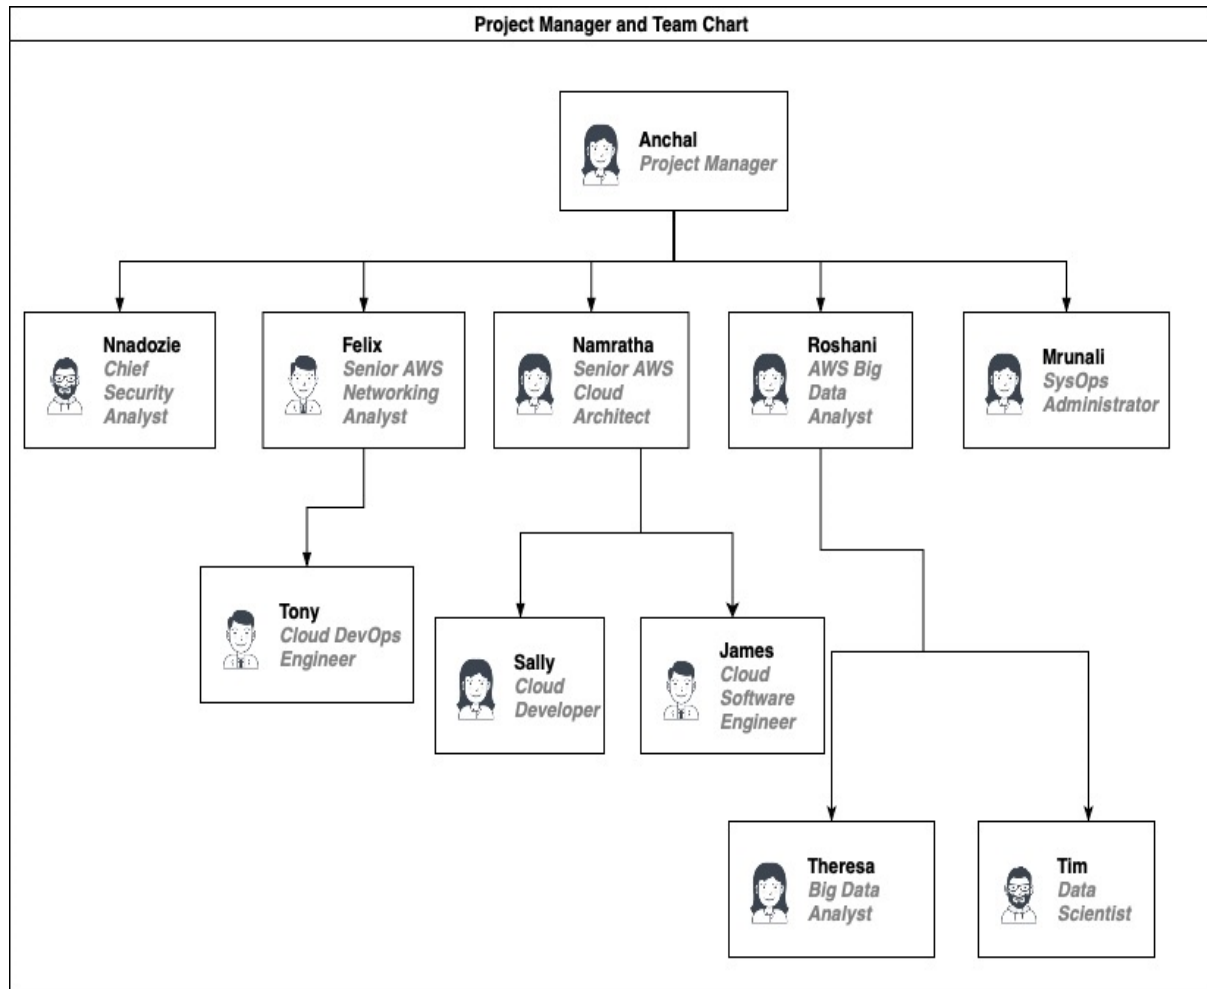 Project Manager and Team Chart
Anchal
Project Manager
Nnadozie
Chief
Security
Analyst
Felix
Senior AWS
Networking
Analyst
Namratha
Senior AWS
Cloud
Architect
Roshani
AWS Big
Data
Analyst
Mrunali
SysOps
Administrator
Tony
Cloud DevOps
Engineer
Sally
Cloud
Developer
James
Cloud
Software
Engineer
Theresa
Big Data
Analyst
Tim
Data
Scientist